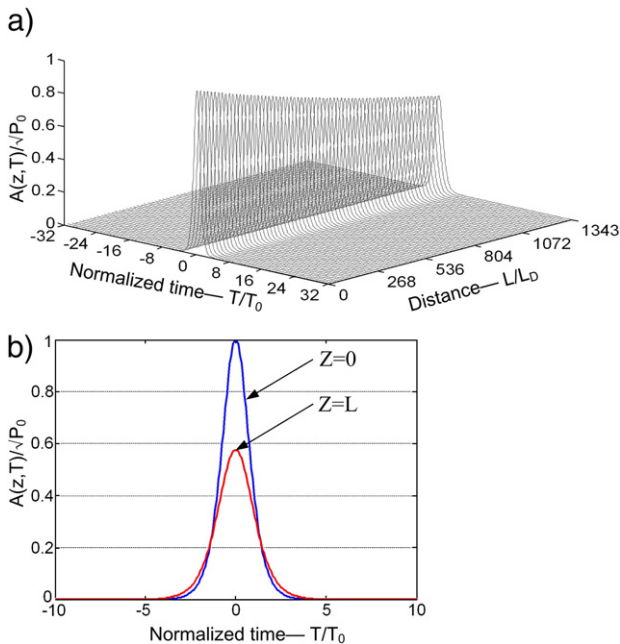 a)
1
0.8
0.6
0.4
0.2
0
A(z,T)/√P0
-32
-24
-16
-8
0
8
16
24
32
Normalized time— T/T0
0
268
536
804
1072
1343
Distance— L/LD
b)
1
0.8
0.6
0.4
0.2
0
A(z,T)/√P0
Z=0
Z=L
-10 -5 0 5 10
Normalized time— T/T0